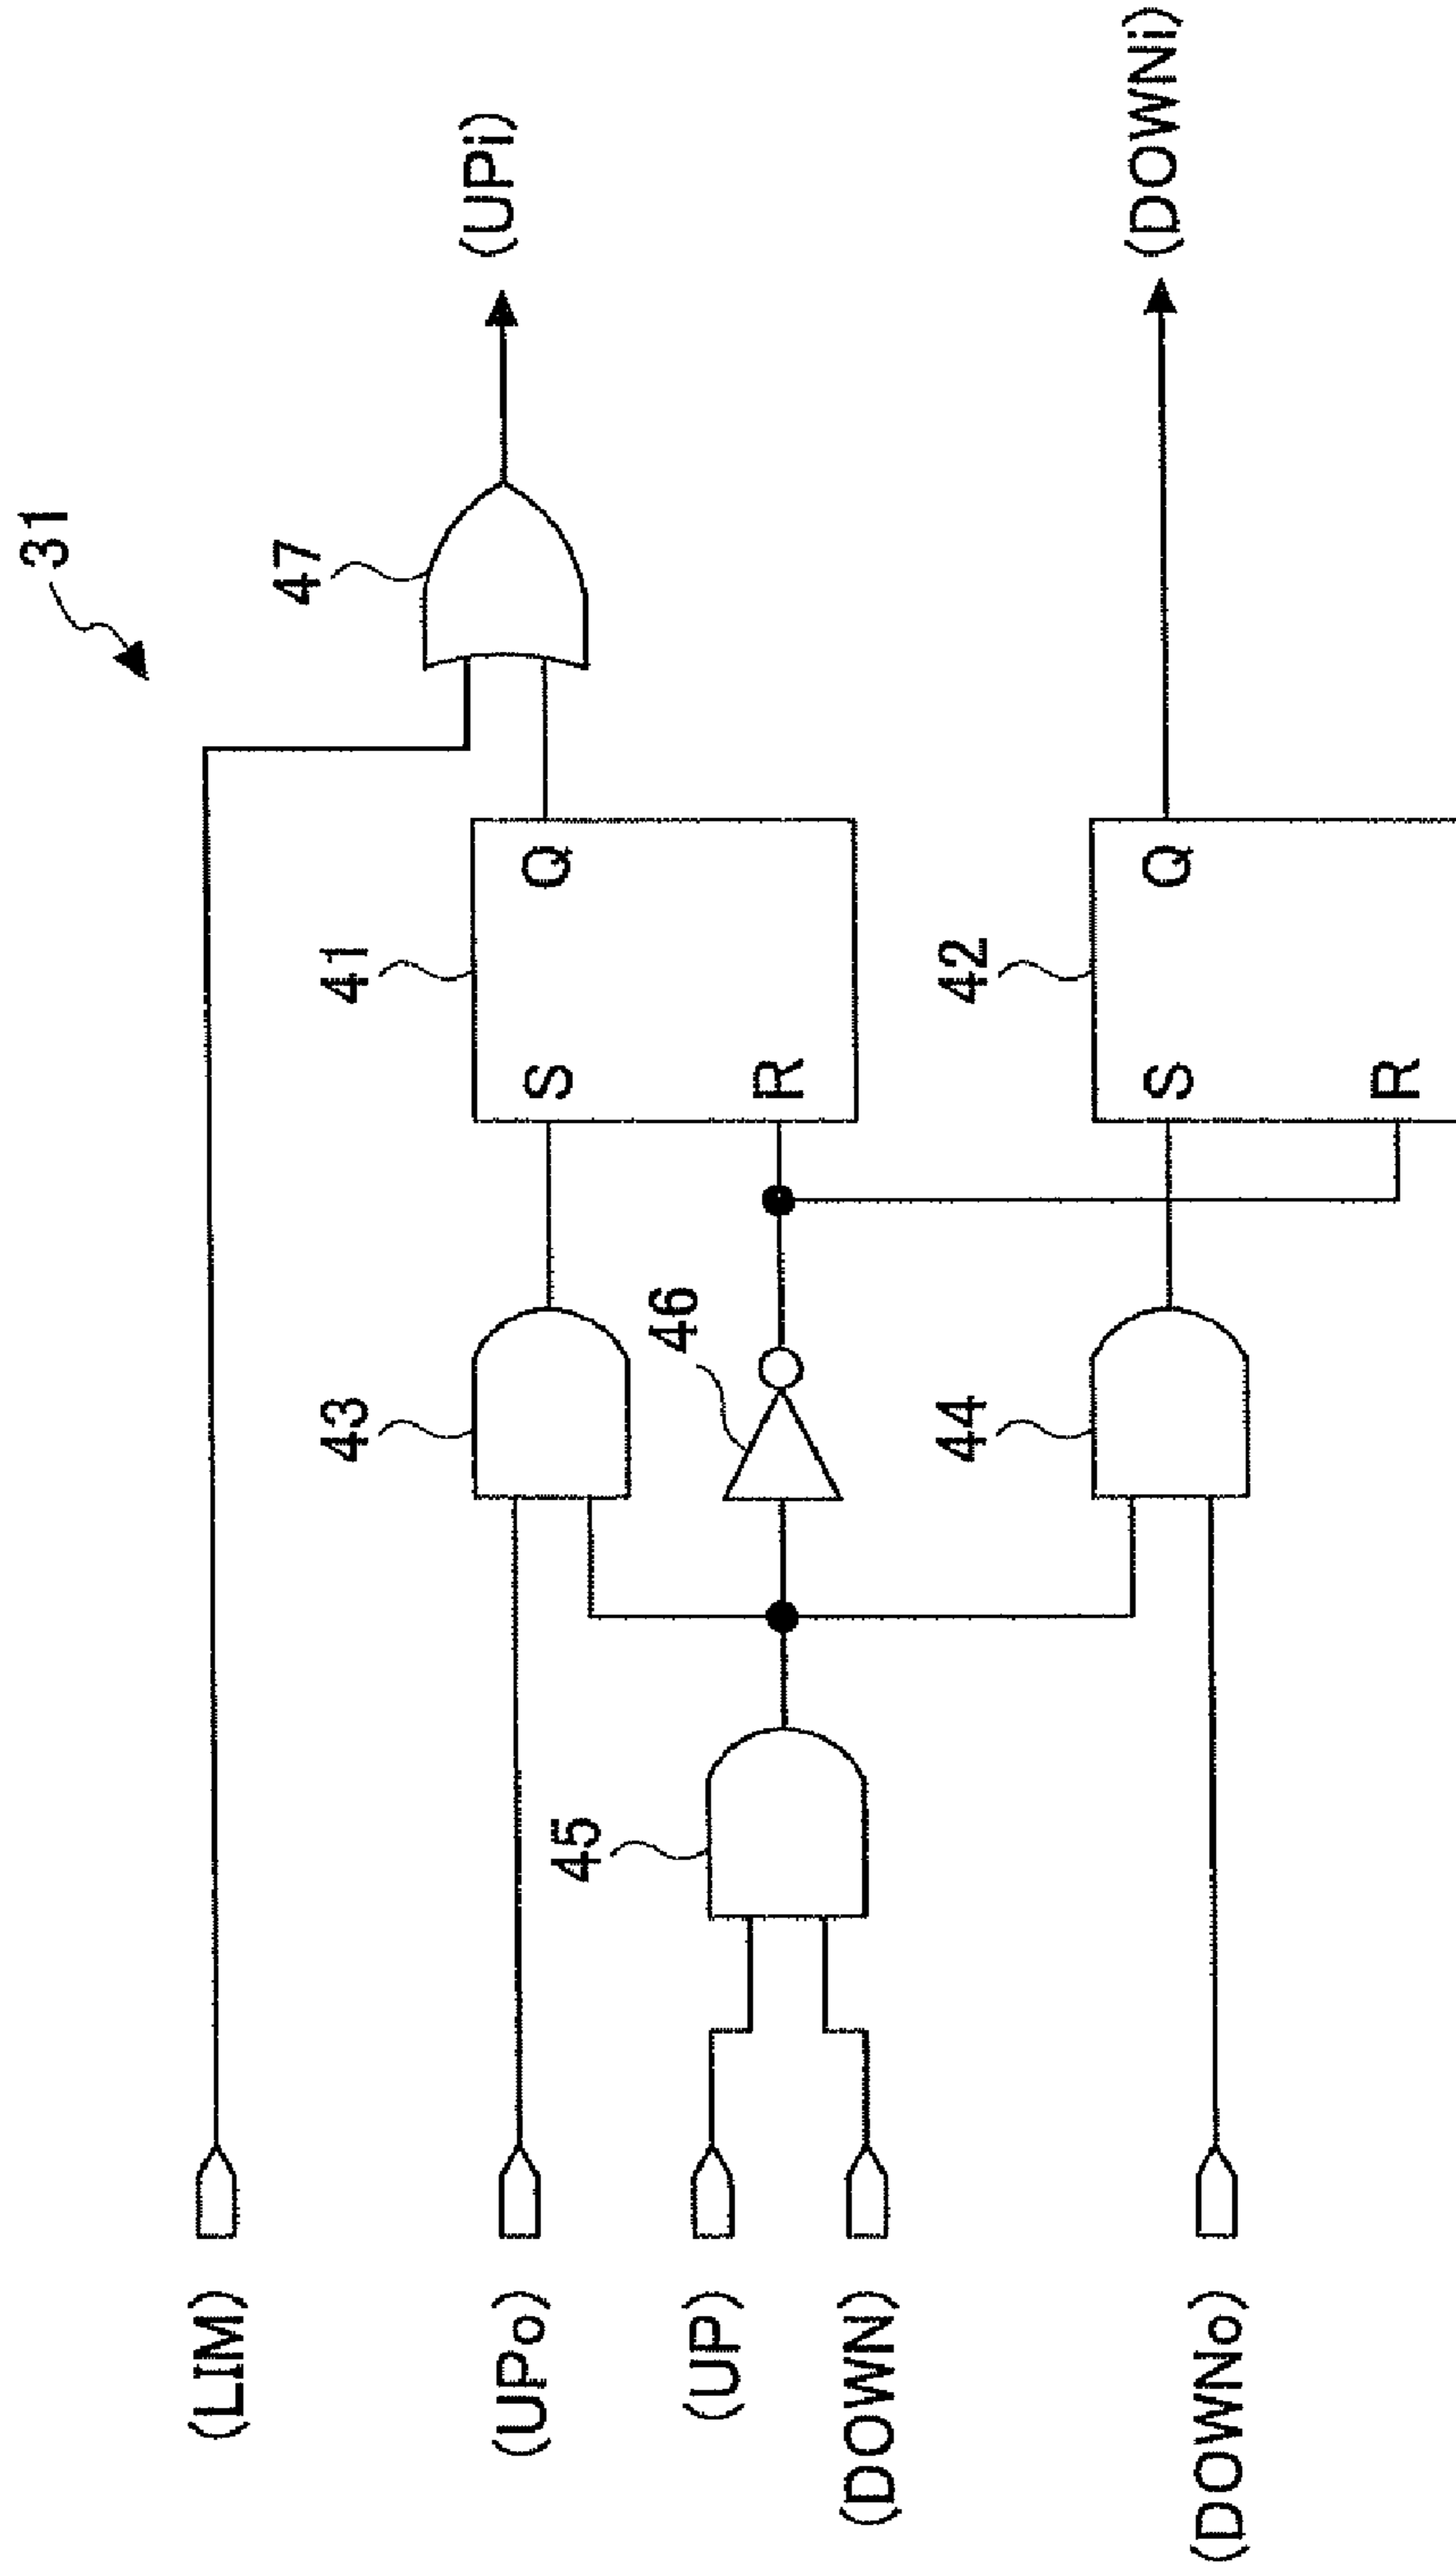 31
(LIM)
47
(UPi)
41
43
(UPo)
S
Q
45
46
(UP)
R
(DOWN)
42
44
(DOWNo)
S
Q
(DOWNi)
R